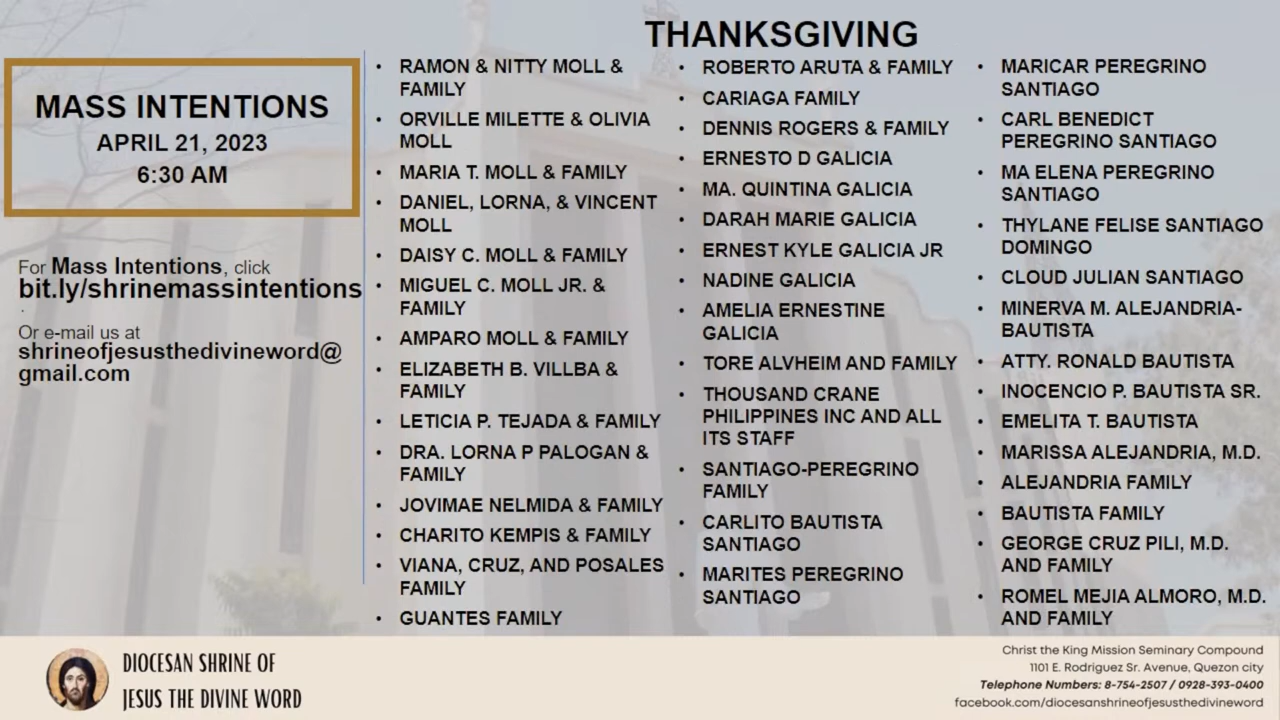 THANKSGIVING
MASS INTENTIONS
APRIL 21, 2023
6:30 AM
For Mass Intentions, click
bit.ly/shrinemassintentions
.
Or e-mail us at
shrineofjesusthedivineword@
gmail.com
• RAMON & NITTY MOLL &
FAMILY
• ORVILLE MILETTE & OLIVIA
MOLL
• MARIA T. MOLL & FAMILY
• DANIEL, LORNA, & VINCENT
MOLL
• DAISY C. MOLL & FAMILY
• MIGUEL C. MOLL JR. &
FAMILY
• AMPARO MOLL & FAMILY
• ELIZABETH B. VILLBA &
FAMILY
• LETICIA P. TEJADA & FAMILY
• DRA. LORNA P PALOGAN &
FAMILY
• JOVIMAE NELMIDA & FAMILY
• CHARITO KEMPIS & FAMILY
• VIANA, CRUZ, AND POSALES
FAMILY
• GUANTES FAMILY
• ROBERTO ARUTA & FAMILY
• CARIAGA FAMILY
• DENNIS ROGERS & FAMILY
• ERNESTO D GALICIA
• MA. QUINTINA GALICIA
• DARAH MARIE GALICIA
• ERNEST KYLE GALICIA JR
• NADINE GALICIA
• AMELIA ERNESTINE
GALICIA
• TORE ALVHEIM AND FAMILY
• THOUSAND CRANE
PHILIPPINES INC AND ALL
ITS STAFF
• SANTIAGO-PEREGRINO
FAMILY
• CARLITO BAUTISTA
SANTIAGO
• MARITES PEREGRINO
SANTIAGO
• MARICAR PEREGRINO
SANTIAGO
• CARL BENEDICT
PEREGRINO SANTIAGO
• MA ELENA PEREGRINO
SANTIAGO
• THYLANE FELISE SANTIAGO
DOMINGO
• CLOUD JULIAN SANTIAGO
• MINERVA M. ALEJANDRIA-
BAUTISTA
• ATTY. RONALD BAUTISTA
• INOCENCIO P. BAUTISTA SR.
• EMELITA T. BAUTISTA
• MARISSA ALEJANDRIA, M.D.
• ALEJANDRIA FAMILY
• BAUTISTA FAMILY
• GEORGE CRUZ PILI, M.D.
AND FAMILY
• ROMEL MEJIA ALMORO, M.D.
AND FAMILY
DIOCESAN SHRINE OF
JESUS THE DIVINE WORD
Christ the King Mission Seminary Compound
1101 E. Rodriguez Sr. Avenue, Quezon city
Telephone Numbers: 8-754-2507 / 0928-393-0400
facebook.com/diocesanshrineofjesusthedivineword